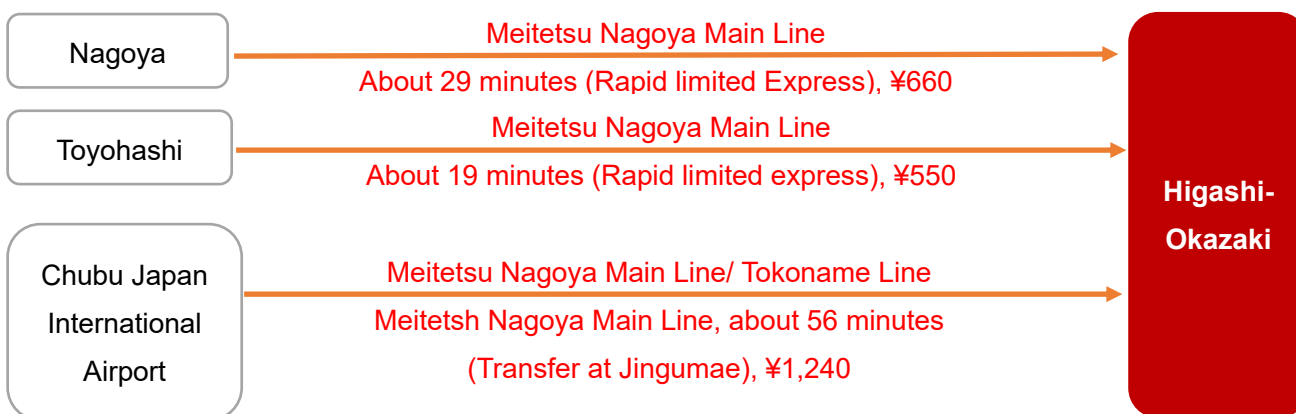 Nagoya
Meitetsu Nagoya Main Line
About 29 minutes (Rapid limited Express), ¥660
Toyohashi
Meitetsu Nagoya Main Line
About 19 minutes (Rapid limited express), ¥550
Chubu Japan
International
Airport
Meitetsu Nagoya Main Line/ Tokoname Line
Meitetsh Nagoya Main Line, about 56 minutes
(Transfer at Jingumae), ¥1,240
Higashi-
Okazaki